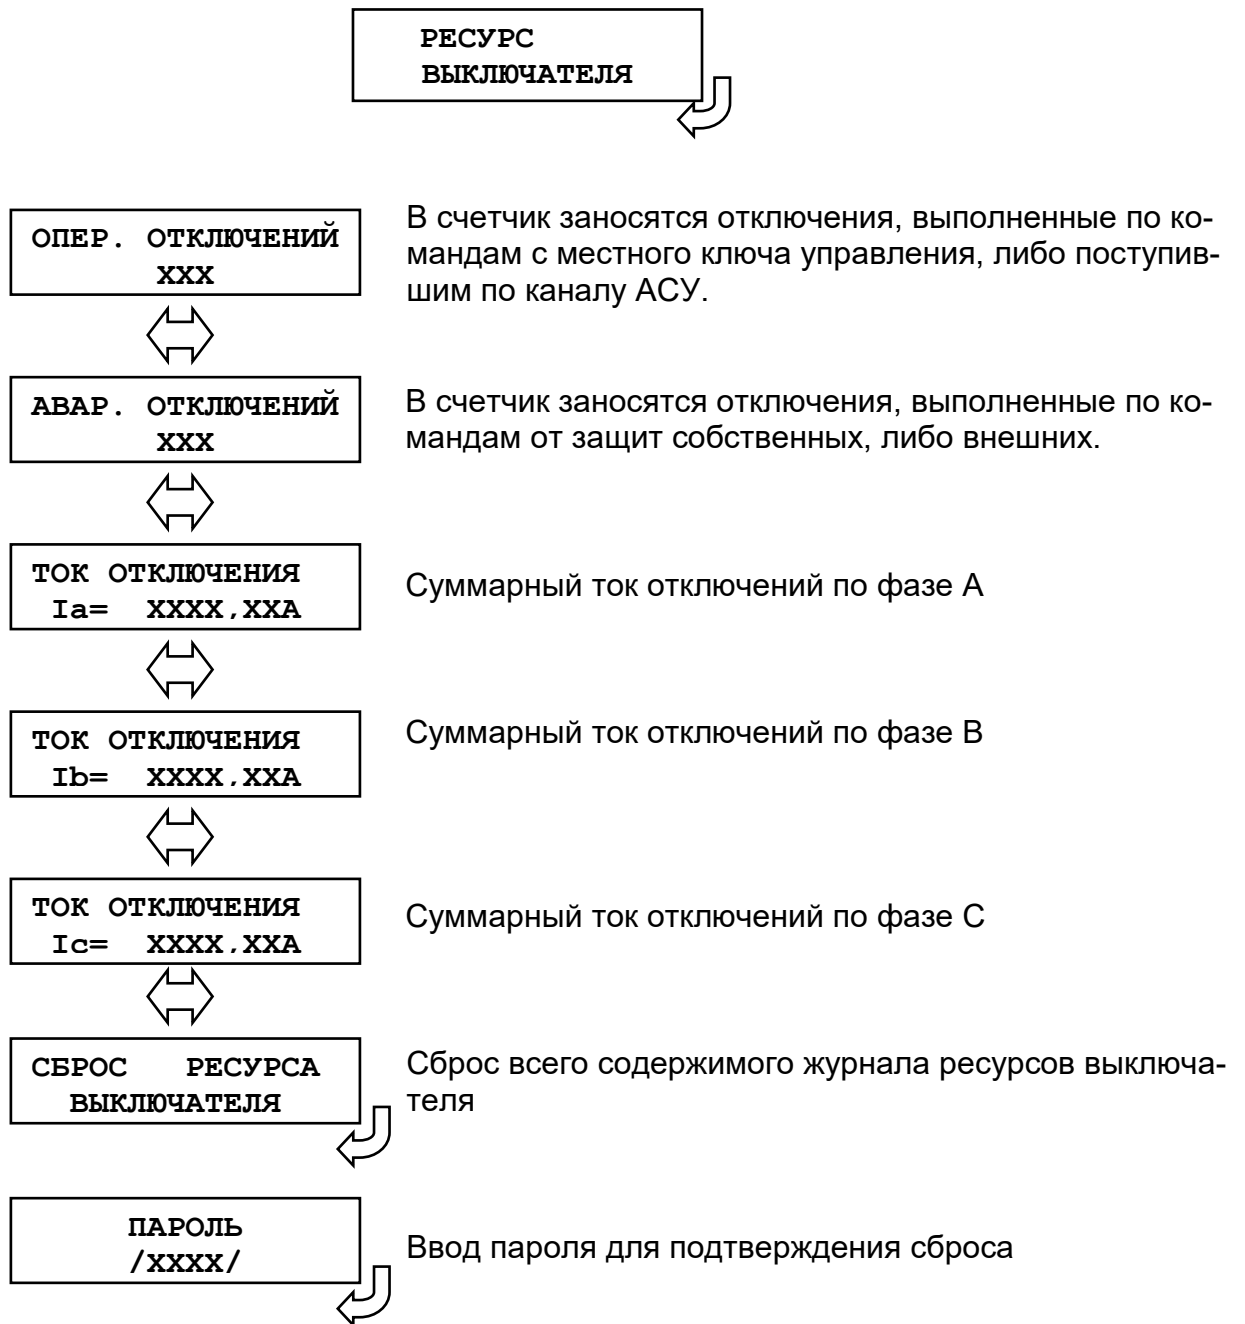 РЕСУРС
ВЫКЛЮЧАТЕЛЯ
ОПЕР. ОТКЛЮЧЕНИЙ
XXX
В счетчик заносятся отключения, выполненные по ко-
мандам с местного ключа управления, либо поступив-
шим по каналу АСУ.
АВАР. ОТКЛЮЧЕНИЙ
XXX
В счетчик заносятся отключения, выполненные по ко-
мандам от защит собственных, либо внешних.
ТОК ОТКЛЮЧЕНИЯ
Ia= XXXX,XXA
Суммарный ток отключений по фазе А
ТОК ОТКЛЮЧЕНИЯ
Ib= XXXX,XXA
Суммарный ток отключений по фазе В
ТОК ОТКЛЮЧЕНИЯ
Ic= XXXX,XXA
Суммарный ток отключений по фазе С
СБРОС РЕСУРСА
ВЫКЛЮЧАТЕЛЯ
Сброс всего содержимого журнала ресурсов выключа-
теля
ПАРОЛЬ
/XXXX/
Ввод пароля для подтверждения сброса